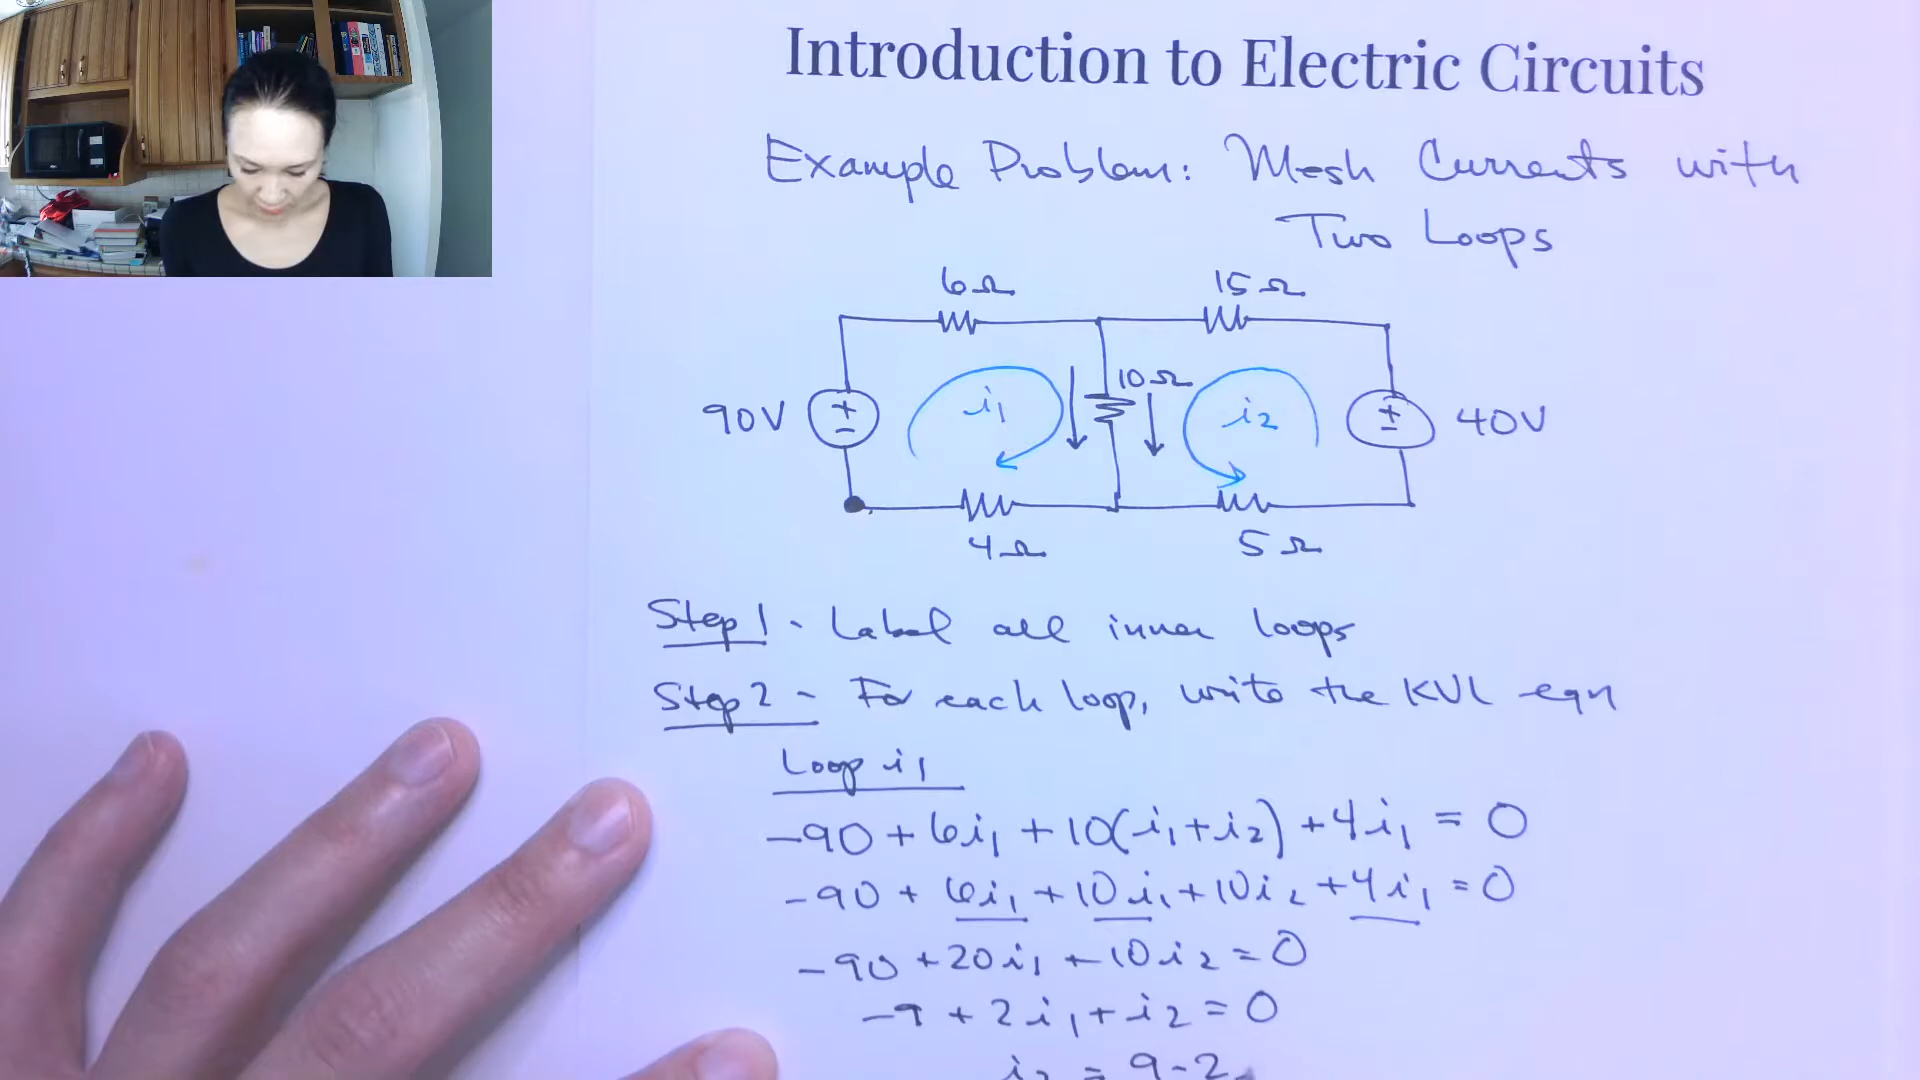 Introduction to Electric Circuits
Example Problem: Mesh Currents with
Two Loops
6Ω 15Ω
90V + - i1 10Ω i2 + - 40V
4Ω 5Ω
Step 1 - Label all inner loops
Step 2 - For each loop, write the KVL eqn
Loop i1
-90 + 6i1 + 10(i1+i2) + 4i1 = 0
-90 + 6i1 + 10i1 + 10i2 + 4i1 = 0
-90 + 20i1 + 10i2 = 0
-9 + 2i1 + i2 = 0
i2 = 9-2